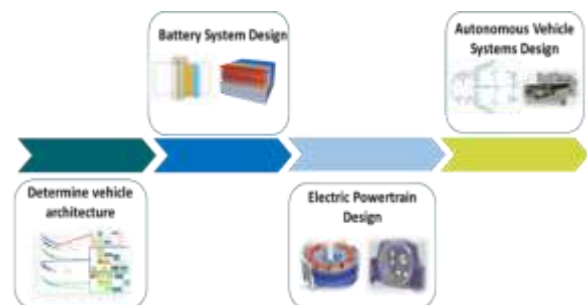 Battery System Design
Autonomous Vehicle
Systems Design
Determine vehicle
architecture
Electric Powertrain
Design